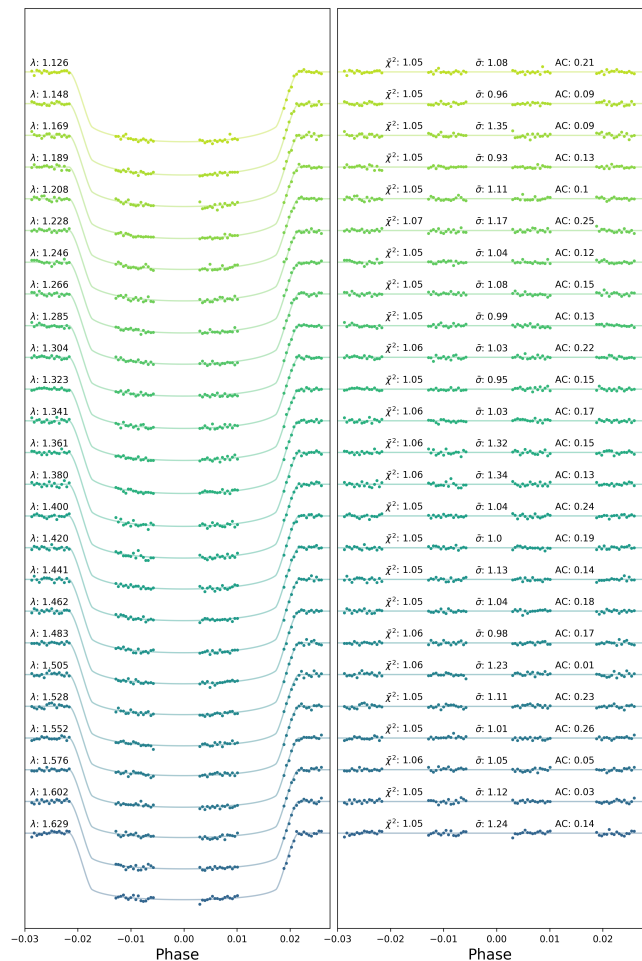 λ: 1.126 χ̄²: 1.05 σ̄: 1.08 AC: 0.21
λ: 1.148 χ̄²: 1.05 σ̄: 0.96 AC: 0.09
λ: 1.169 χ̄²: 1.05 σ̄: 1.35 AC: 0.09
λ: 1.189 χ̄²: 1.05 σ̄: 0.93 AC: 0.13
λ: 1.208 χ̄²: 1.05 σ̄: 1.11 AC: 0.1
λ: 1.228 χ̄²: 1.07 σ̄: 1.17 AC: 0.25
λ: 1.246 χ̄²: 1.05 σ̄: 1.04 AC: 0.12
λ: 1.266 χ̄²: 1.05 σ̄: 1.08 AC: 0.15
λ: 1.285 χ̄²: 1.05 σ̄: 0.99 AC: 0.13
λ: 1.304 χ̄²: 1.06 σ̄: 1.03 AC: 0.22
λ: 1.323 χ̄²: 1.05 σ̄: 0.95 AC: 0.15
λ: 1.341 χ̄²: 1.06 σ̄: 1.03 AC: 0.17
λ: 1.361 χ̄²: 1.06 σ̄: 1.32 AC: 0.15
λ: 1.380 χ̄²: 1.06 σ̄: 1.34 AC: 0.13
λ: 1.400 χ̄²: 1.05 σ̄: 1.04 AC: 0.24
λ: 1.420 χ̄²: 1.05 σ̄: 1.0 AC: 0.19
λ: 1.441 χ̄²: 1.05 σ̄: 1.13 AC: 0.14
λ: 1.462 χ̄²: 1.05 σ̄: 1.04 AC: 0.18
λ: 1.483 χ̄²: 1.06 σ̄: 0.98 AC: 0.17
λ: 1.505 χ̄²: 1.06 σ̄: 1.23 AC: 0.01
λ: 1.528 χ̄²: 1.05 σ̄: 1.11 AC: 0.23
λ: 1.552 χ̄²: 1.05 σ̄: 1.01 AC: 0.26
λ: 1.576 χ̄²: 1.06 σ̄: 1.05 AC: 0.05
λ: 1.602 χ̄²: 1.05 σ̄: 1.12 AC: 0.03
λ: 1.629 χ̄²: 1.05 σ̄: 1.24 AC: 0.14
−0.03 −0.02 −0.01 0.00 0.01 0.02 −0.03 −0.02 −0.01 0.00 0.01 0.02
Phase Phase